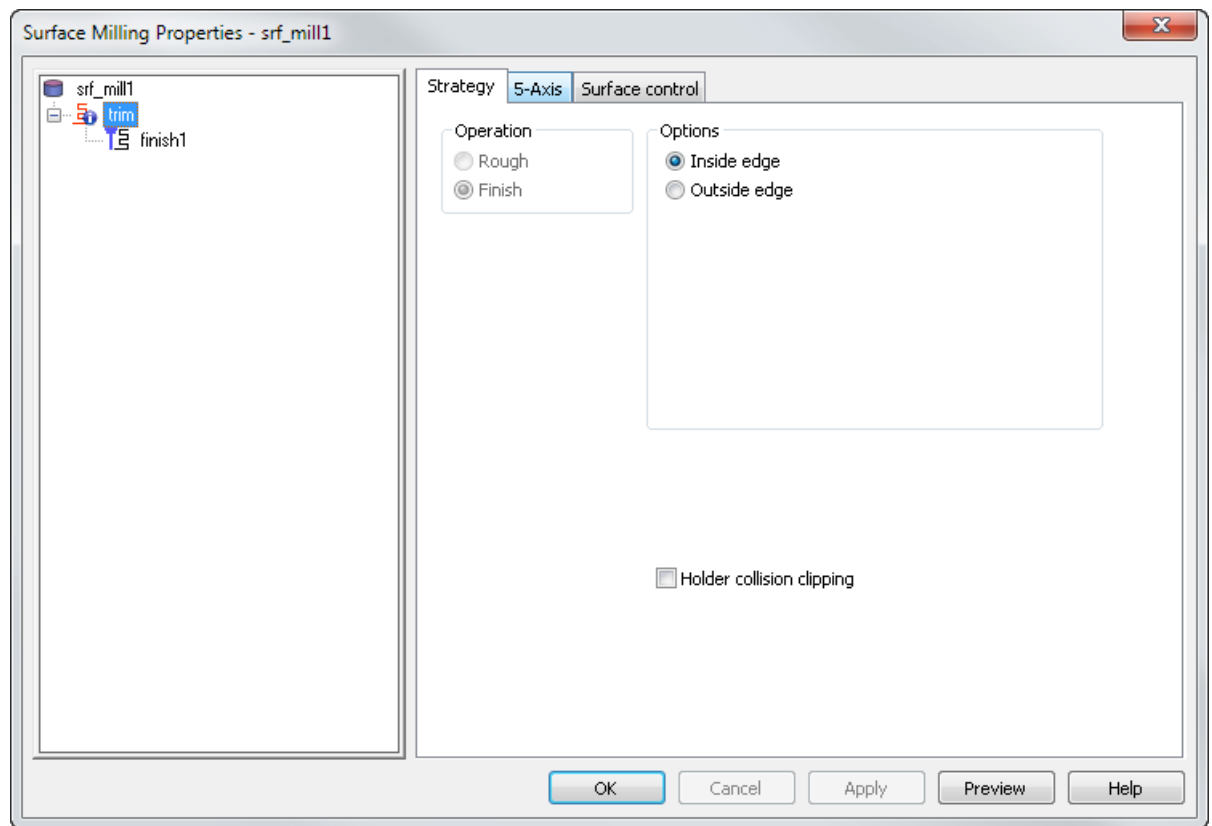 Surface Milling Properties - srf_mill1
srf_mill1
trim
finish1
Strategy 5-Axis Surface control
Operation
Rough
Finish
Options
Inside edge
Outside edge
Holder collision clipping
OK Cancel Apply Preview Help